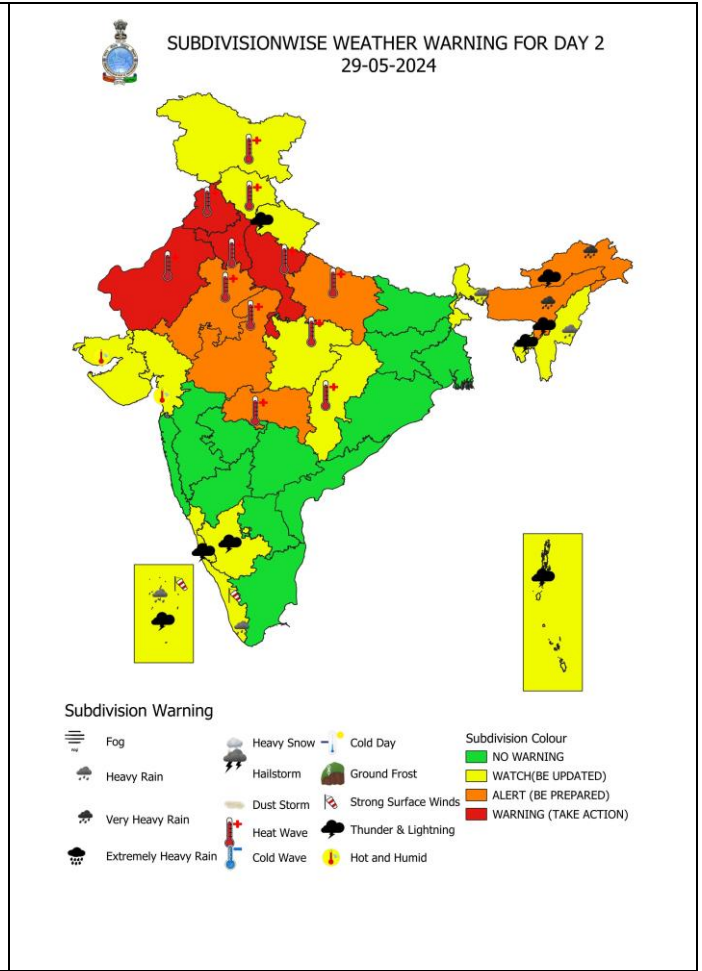 SUBDIVISIONWISE WEATHER WARNING FOR DAY 2
29-05-2024
Subdivision Warning
Fog
Heavy Rain
Very Heavy Rain
Extremely Heavy Rain
Heavy Snow
Hailstorm
Dust Storm
Heat Wave
Cold Wave
Cold Day
Ground Frost
Strong Surface Winds
Thunder & Lightning
Hot and Humid
Subdivision Colour
NO WARNING
WATCH(BE UPDATED)
ALERT (BE PREPARED)
WARNING (TAKE ACTION)